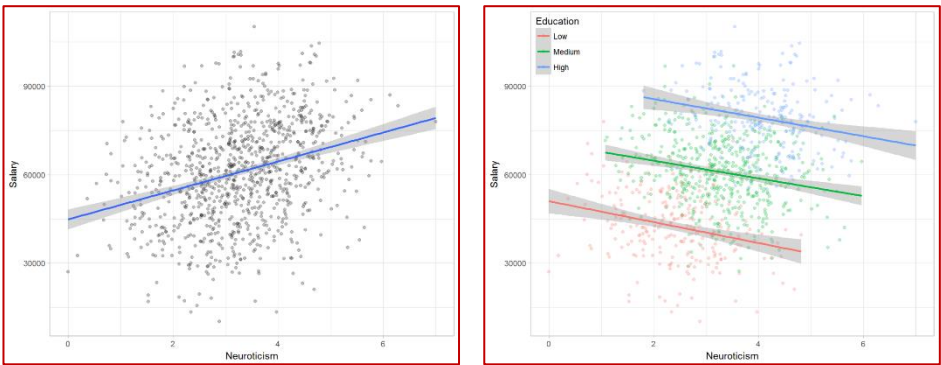 Salary
90000
60000
30000
0
2
4
6
Neuroticism
Education
Low
Medium
High
Salary
90000
60000
30000
0
2
4
6
Neuroticism